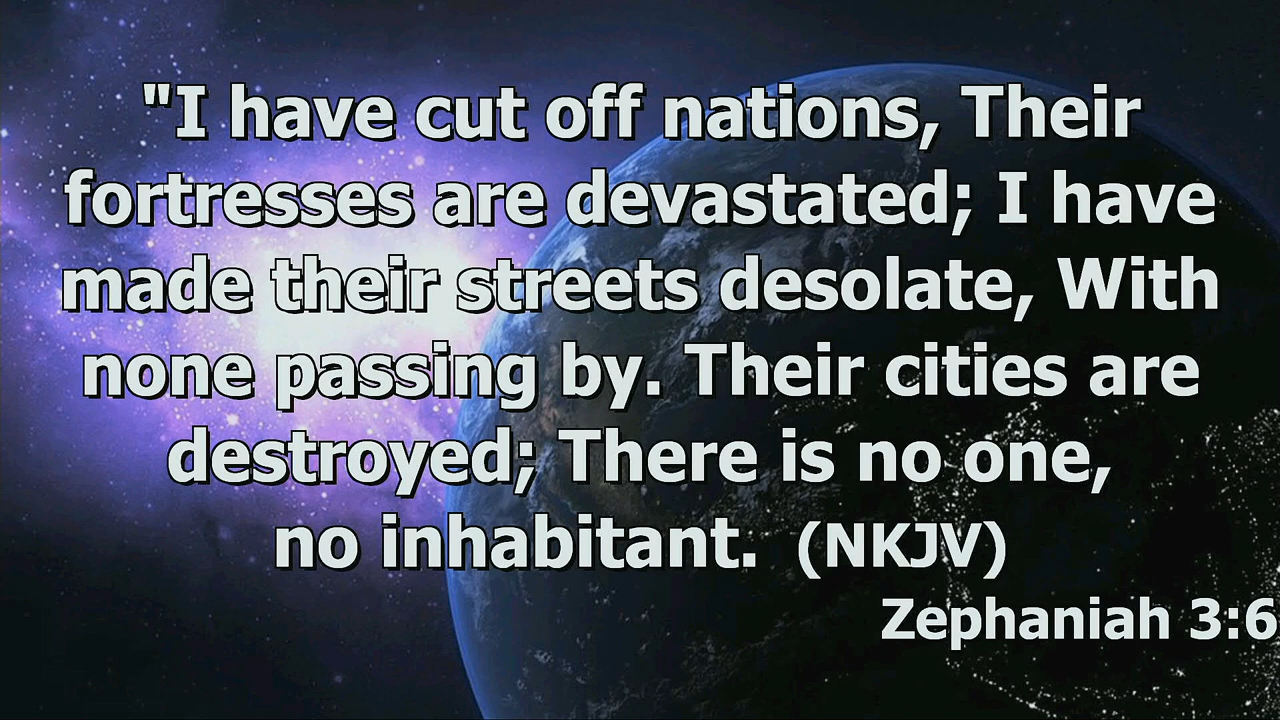 "I have cut off nations, Their
fortresses are devastated; I have
made their streets desolate, With
none passing by. Their cities are
destroyed; There is no one,
no inhabitant. (NKJV)
Zephaniah 3:6